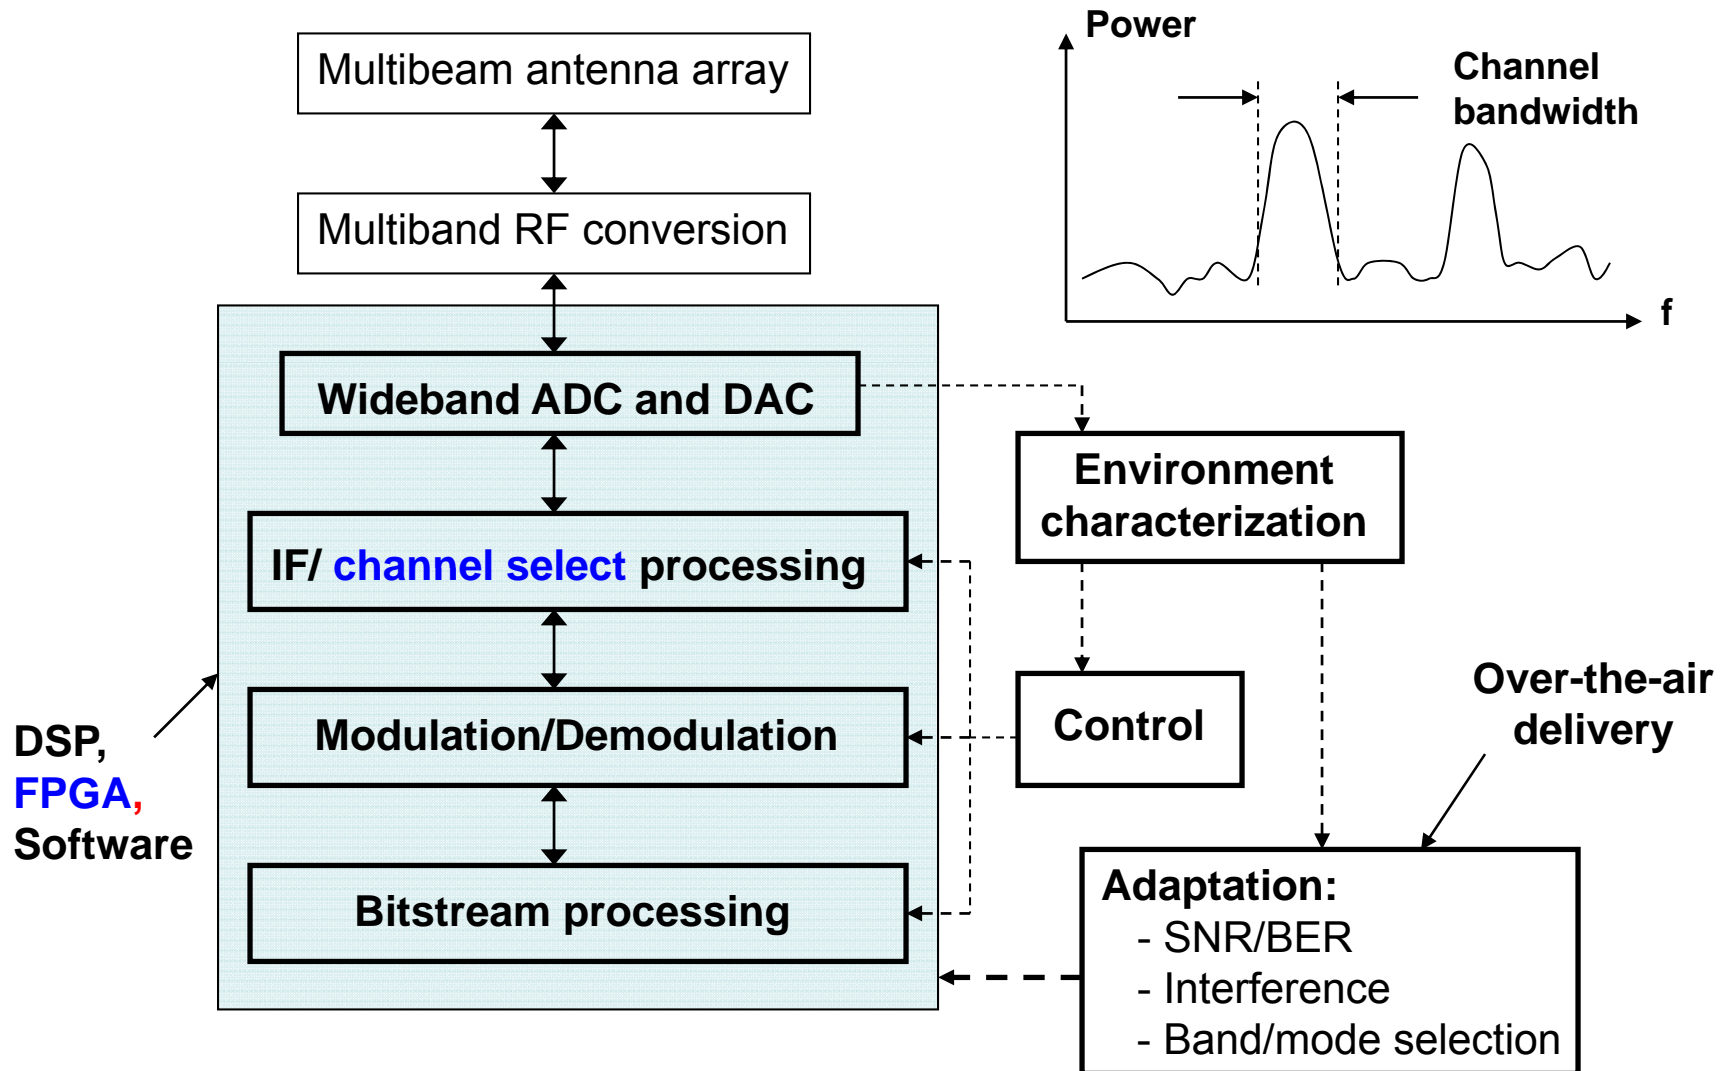 Multibeam antenna array
Multiband RF conversion
Wideband ADC and DAC
IF/ channel select processing
Modulation/Demodulation
Bitstream processing
DSP,
FPGA,
Software
Power
Channel
bandwidth
f
Environment
characterization
Control
Over-the-air
delivery
Adaptation:
- SNR/BER
- Interference
- Band/mode selection